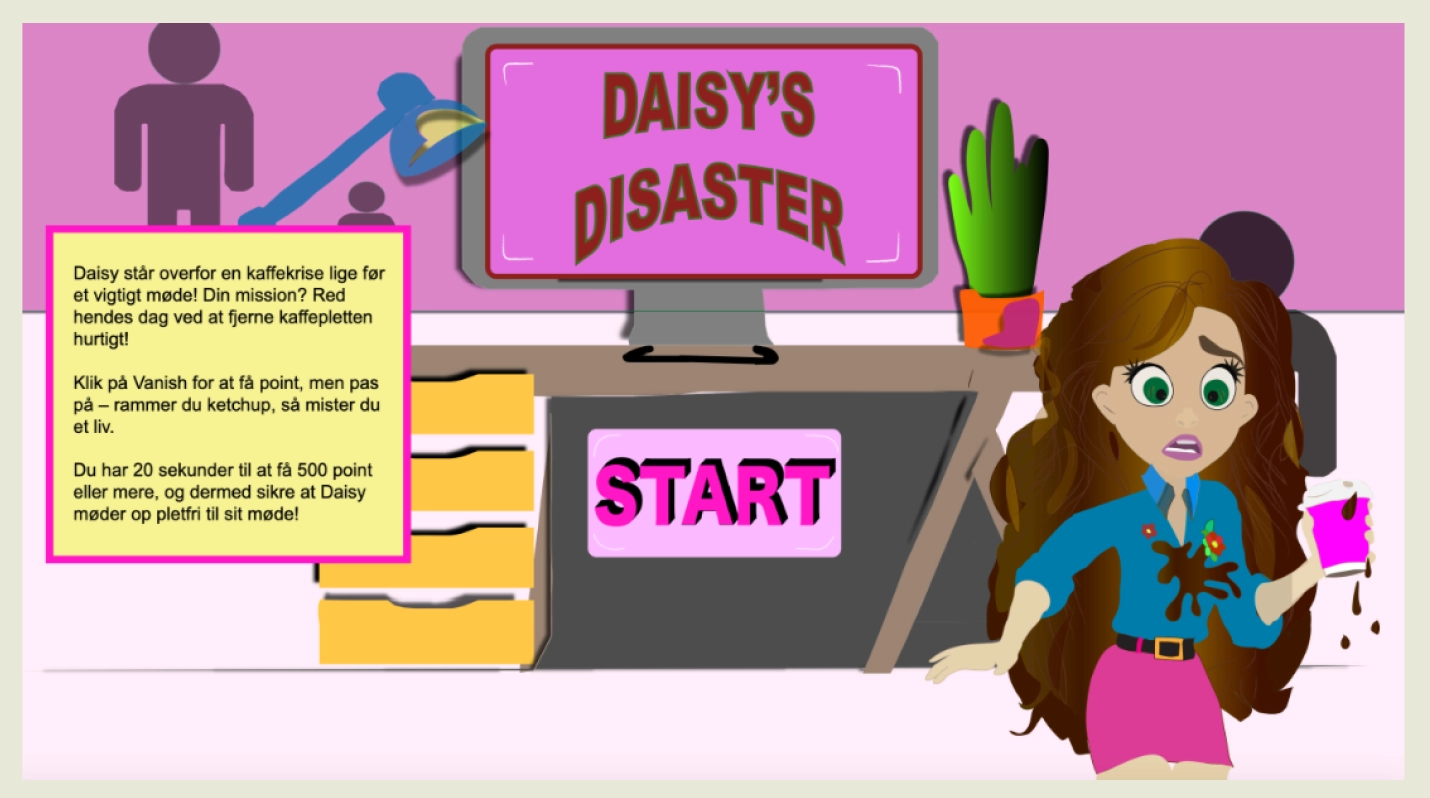 DAISY'S
DISASTER
Daisy står overfor en kaffekrise lige før
et vigtigt møde! Din mission? Red
hendes dag ved at fjerne kaffepletten
hurtigt!
Klik på Vanish for at få point, men pas
på – rammer du ketchup, så mister du
et liv.
Du har 20 sekunder til at få 500 point
eller mere, og dermed sikre at Daisy
møder op pletfri til sit møde!
START